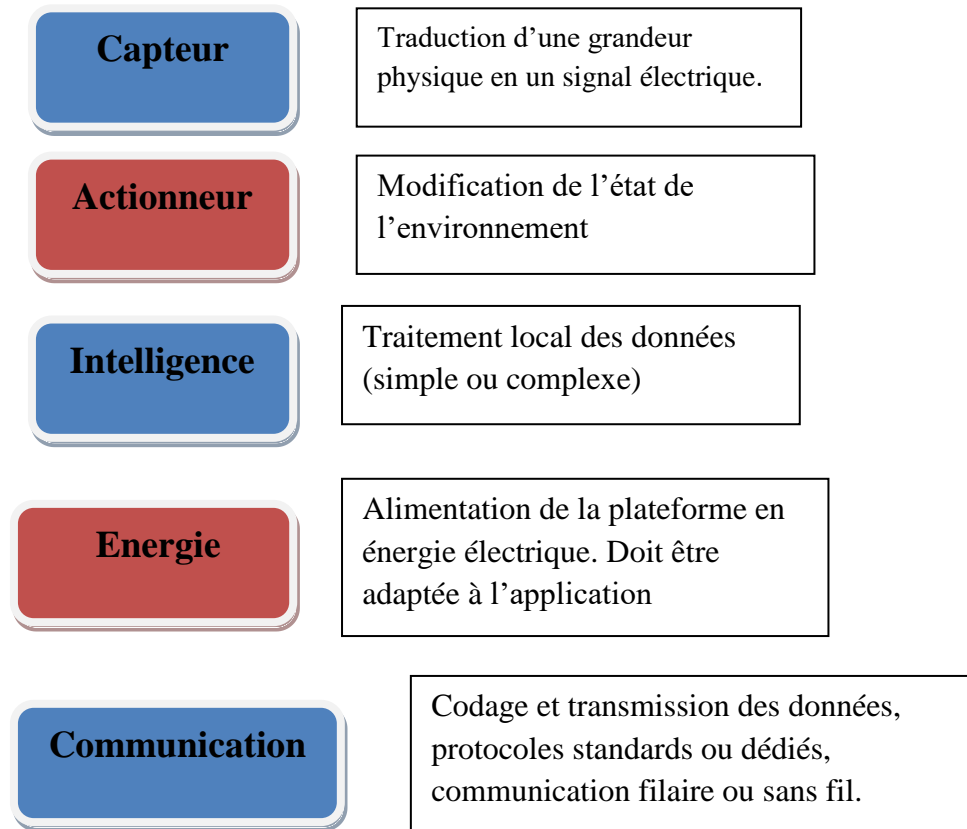 Capteur
Traduction d’une grandeur
physique en un signal électrique.
Actionneur
Modification de l’état de
l’environnement
Intelligence
Traitement local des données
(simple ou complexe)
Energie
Alimentation de la plateforme en
énergie électrique. Doit être
adaptée à l’application
Communication
Codage et transmission des données,
protocoles standards ou dédiés,
communication filaire ou sans fil.